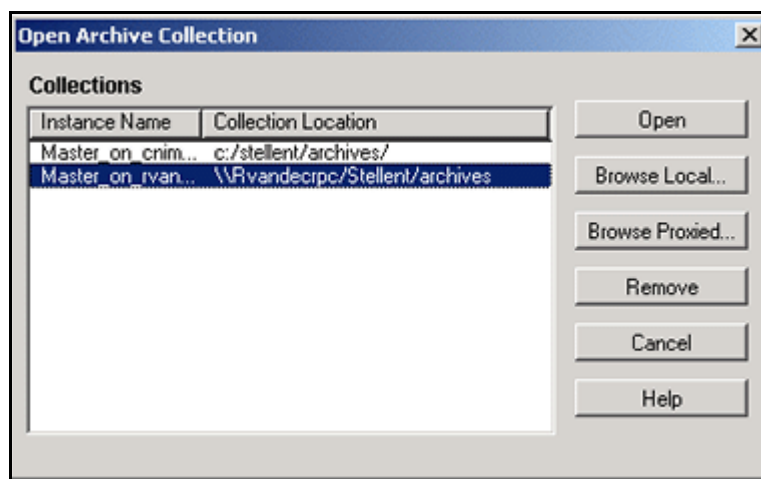 Open Archive Collection
Collections
Instance Name Collection Location
Master_on_cnim... c:/stellent/archives/
Master_on_rvan... \\Rvandecrpc/Stellent/archives
Open
Browse Local...
Browse Proxied...
Remove
Cancel
Help